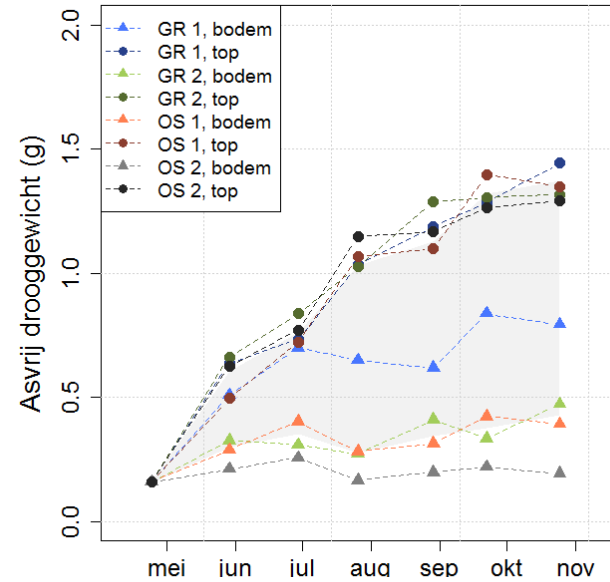 2.0
1.5
1.0
0.5
0.0
Asvrij drooggewicht (g)
GR 1, bodem
GR 1, top
GR 2, bodem
GR 2, top
OS 1, bodem
OS 1, top
OS 2, bodem
OS 2, top
mei jun jul aug sep okt nov